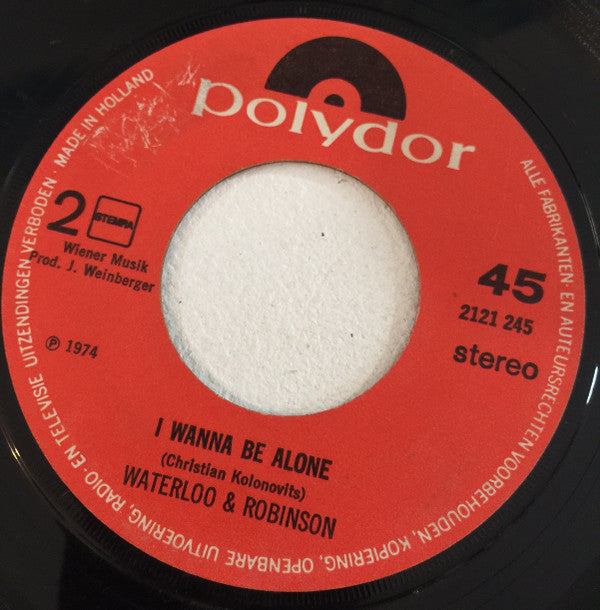 polydor
2
STEMRA
Wiener Musik
Prod. J. Weinberger
℗ 1974
45
2121 245
stereo
I WANNA BE ALONE
(Christian Kolonovits)
WATERLOO & ROBINSON
ALLE FABRIKANTEN- EN AUTEURSRECHTEN VOORBEHOUDEN, KOPIERING, OPENBARE UITVOERING, RADIO- EN TELEVISIE UITZENDINGEN VERBODEN · MADE IN HOLLAND